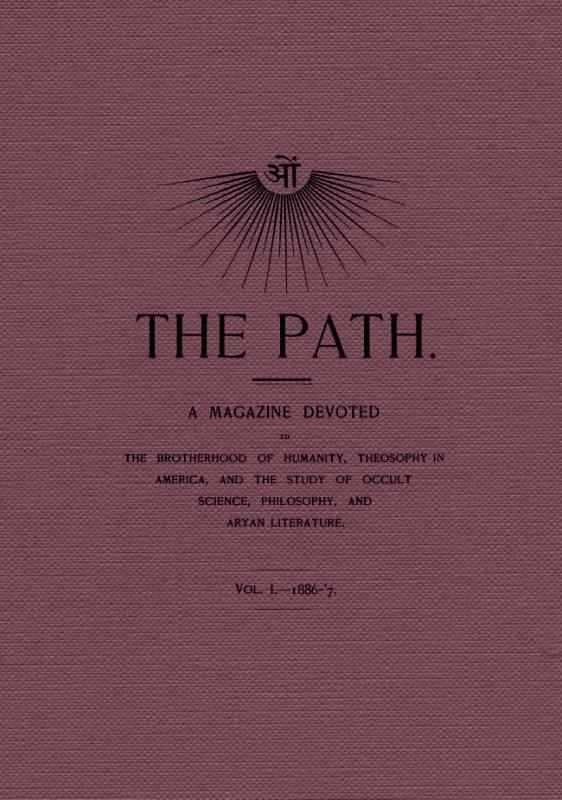 ओं
THE PATH.
A MAGAZINE DEVOTED
TO
THE BROTHERHOOD OF HUMANITY, THEOSOPHY IN
AMERICA, AND THE STUDY OF OCCULT
SCIENCE, PHILOSOPHY, AND
ARYAN LITERATURE.
VOL. I.—1886-'7.